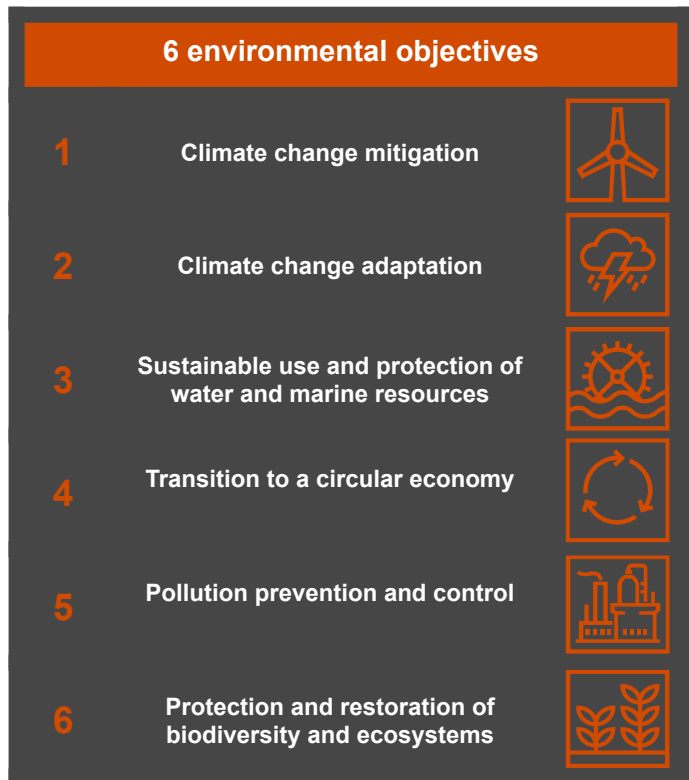 6 environmental objectives
1
Climate change mitigation
2
Climate change adaptation
3
Sustainable use and protection of
water and marine resources
4
Transition to a circular economy
5
Pollution prevention and control
6
Protection and restoration of
biodiversity and ecosystems